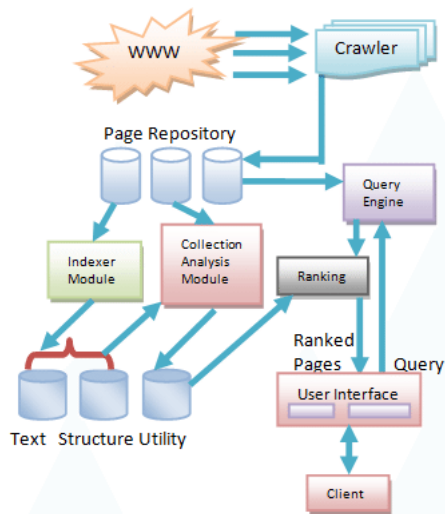 WWW
Crawler
Page Repository
Query
Engine
Indexer
Module
Collection
Analysis
Module
Ranking
Ranked
Pages
Query
User Interface
Text
Structure
Utility
Client